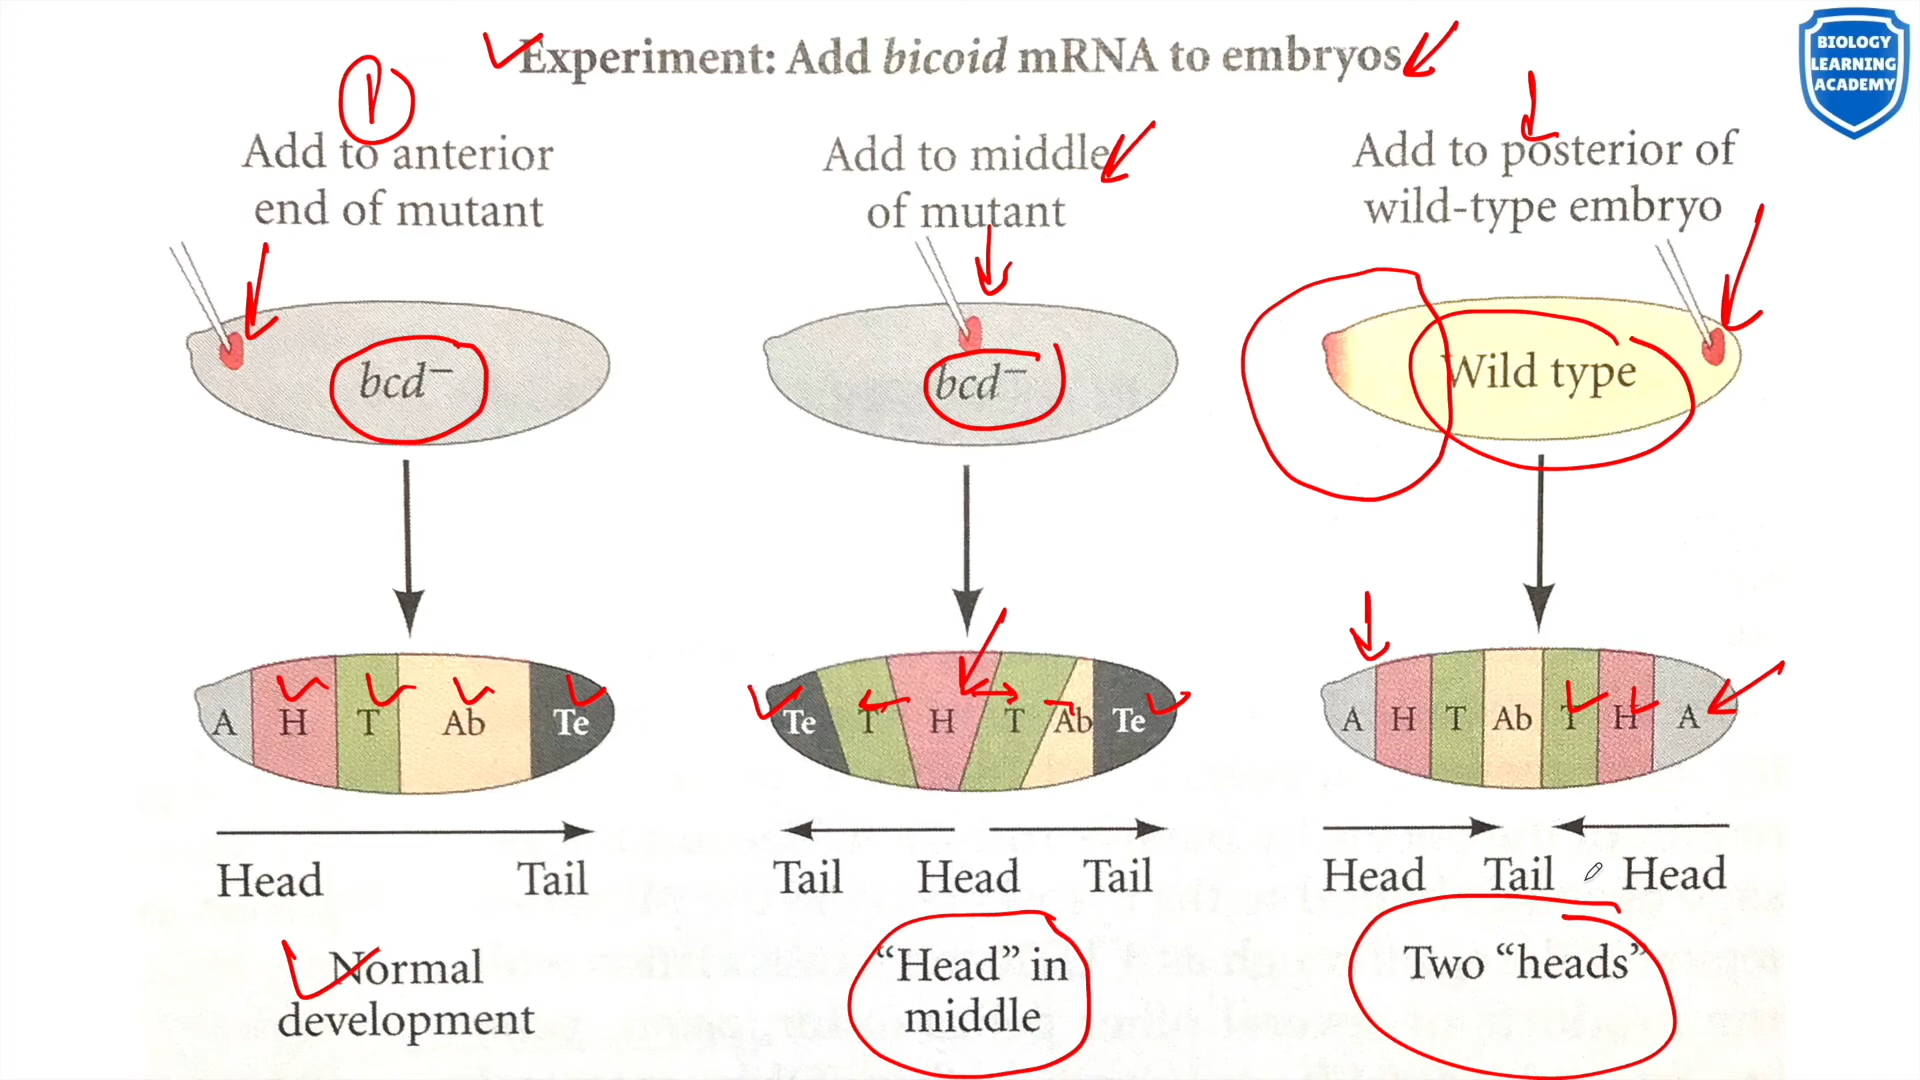 Experiment: Add bicoid mRNA to embryos
BIOLOGY
LEARNING
ACADEMY
1
Add to anterior
end of mutant
Add to middle
of mutant
Add to posterior of
wild-type embryo
bcd⁻
bcd⁻
Wild type
A H T Ab Te
Te T H T Ab Te
A H T Ab T H A
Head Tail
Tail Head Tail
Head Tail Head
Normal
development
“Head” in
middle
Two “heads”